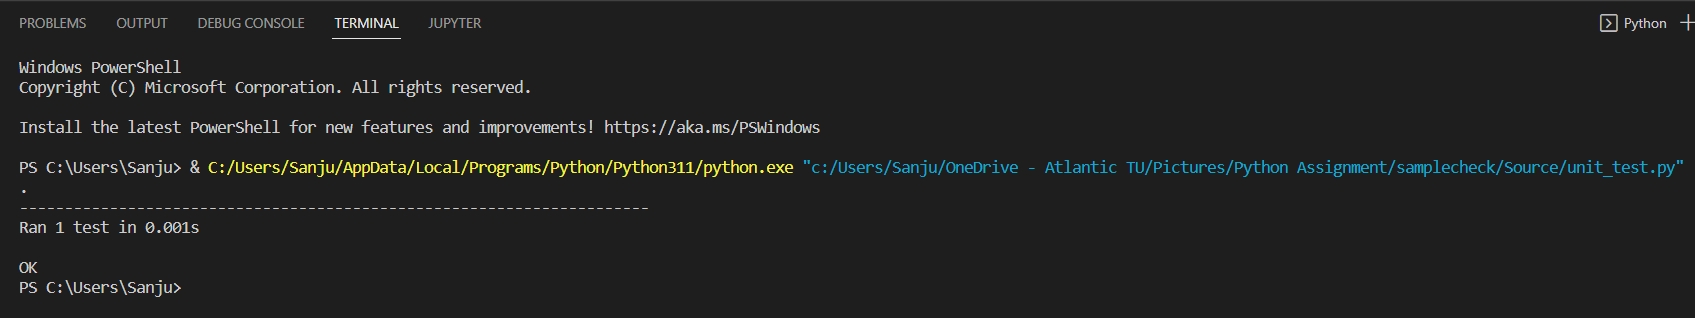 PROBLEMS OUTPUT DEBUG CONSOLE TERMINAL JUPYTER Python
Windows PowerShell
Copyright (C) Microsoft Corporation. All rights reserved.
Install the latest PowerShell for new features and improvements! https://aka.ms/PSWindows
PS C:\Users\Sanju> & C:/Users/Sanju/AppData/Local/Programs/Python/Python311/python.exe "c:/Users/Sanju/OneDrive - Atlantic TU/Pictures/Python Assignment/samplecheck/Source/unit_test.py"
.
----------------------------------------------------------------------
Ran 1 test in 0.001s
OK
PS C:\Users\Sanju>